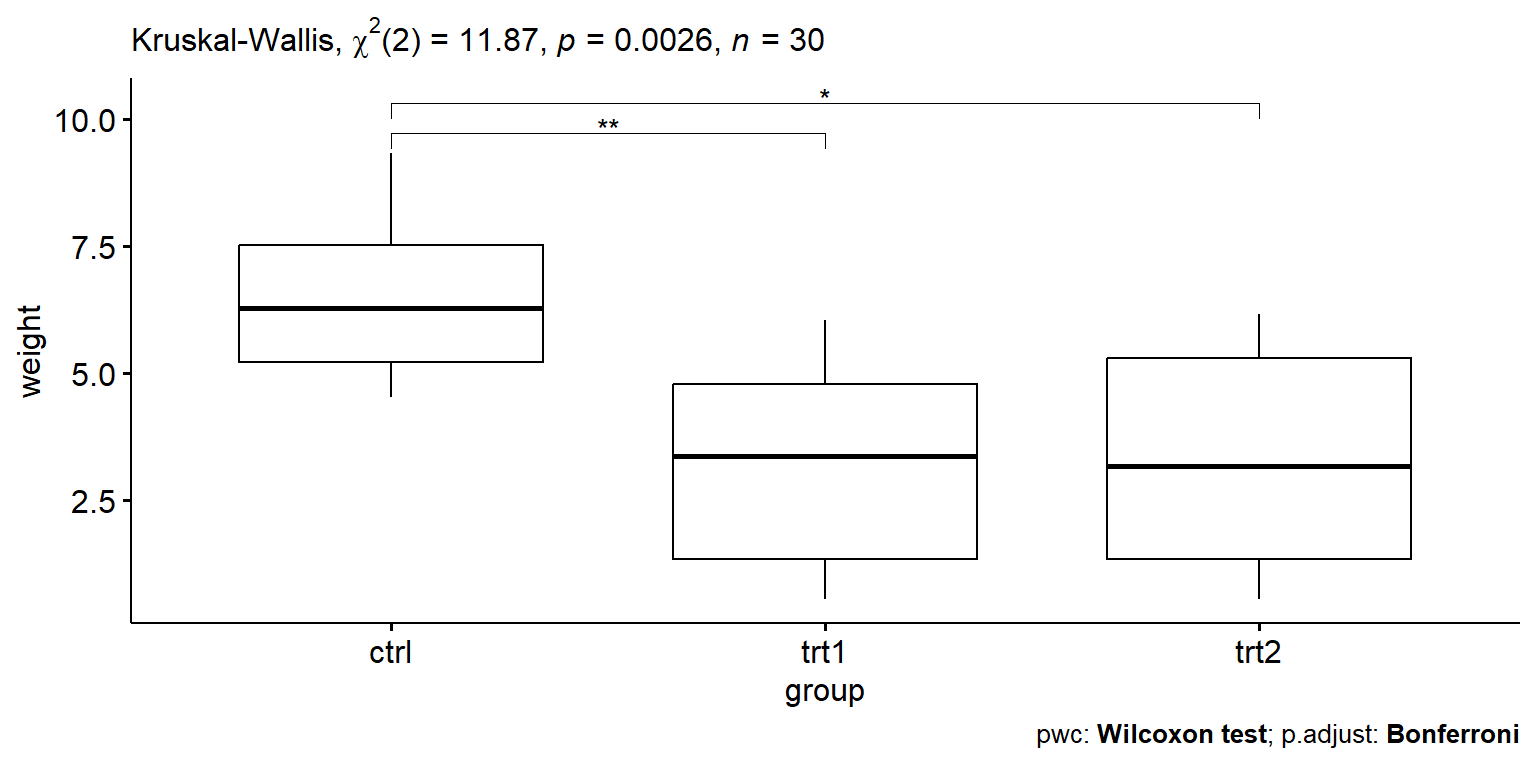 Kruskal-Wallis, χ²(2) = 11.87, p = 0.0026, n = 30
*
**
10.0
7.5
5.0
2.5
weight
ctrl trt1 trt2
group
pwc: Wilcoxon test; p.adjust: Bonferroni